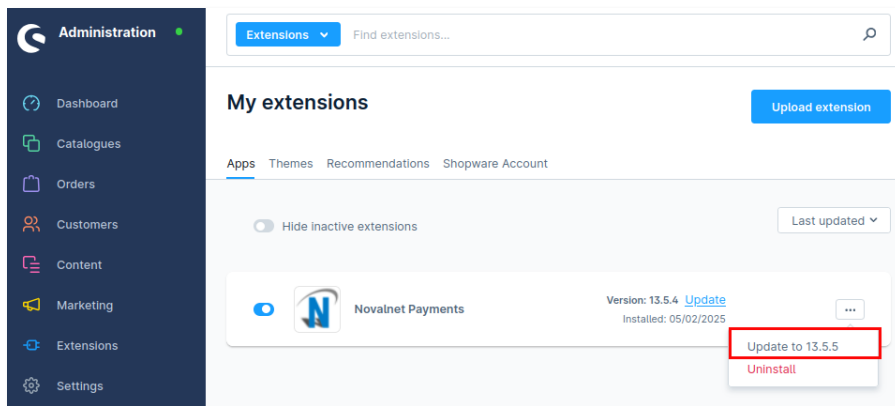 Administration
Extensions Find extensions...
Dashboard
Catalogues
Orders
Customers
Content
Marketing
Extensions
Settings
My extensions
Upload extension
Apps Themes Recommendations Shopware Account
Hide inactive extensions
Last updated
N
Novalnet Payments
Version: 13.5.4 Update
Installed: 05/02/2025
...
Update to 13.5.5
Uninstall